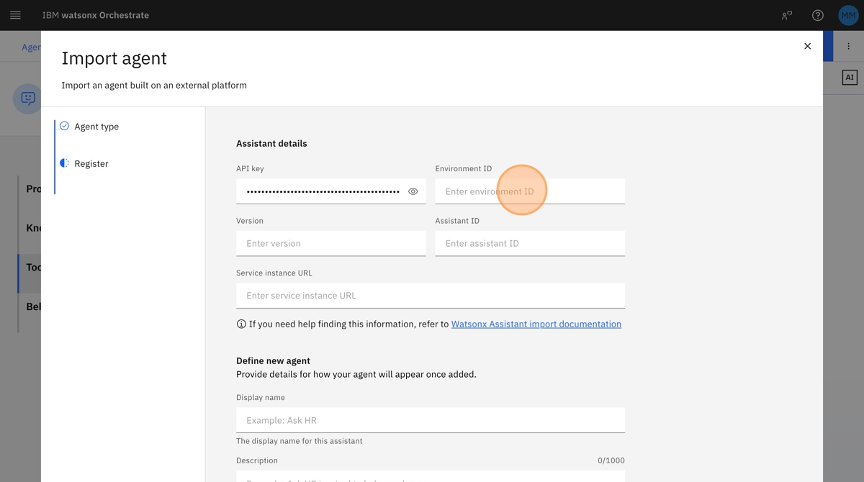 IBM watsonx Orchestrate
MM
Agen
Import agent
Import an agent built on an external platform
AI
Agent type
Register
Assistant details
API key
Environment ID
••••••••••••••••••••••••••••••••••••••••••••
Enter environment ID
Version
Assistant ID
Enter version
Enter assistant ID
Service instance URL
Enter service instance URL
If you need help finding this information, refer to Watsonx Assistant import documentation
Define new agent
Provide details for how your agent will appear once added.
Display name
Example: Ask HR
The display name for this assistant
Description
0/1000
Pro
Kno
Too
Beh